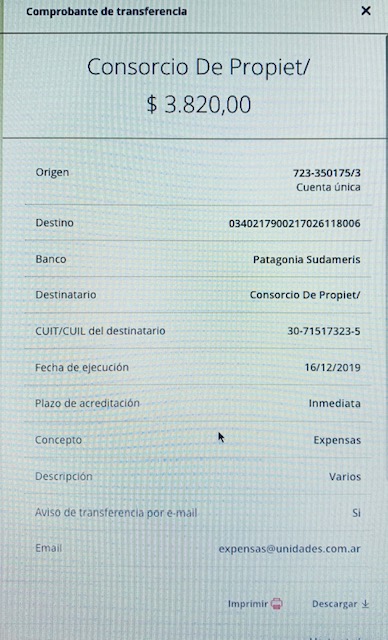 Comprobante de transferencia ×
Consorcio De Propiet/
$ 3.820,00
Origen 723-350175/3
Cuenta única
Destino 0340217900217026118006
Banco Patagonia Sudameris
Destinatario Consorcio De Propiet/
CUIT/CUIL del destinatario 30-71517323-5
Fecha de ejecución 16/12/2019
Plazo de acreditación Inmediata
Concepto Expensas
Descripción Varios
Aviso de transferencia por e-mail Si
Email expensas@unidades.com.ar
Imprimir Descargar